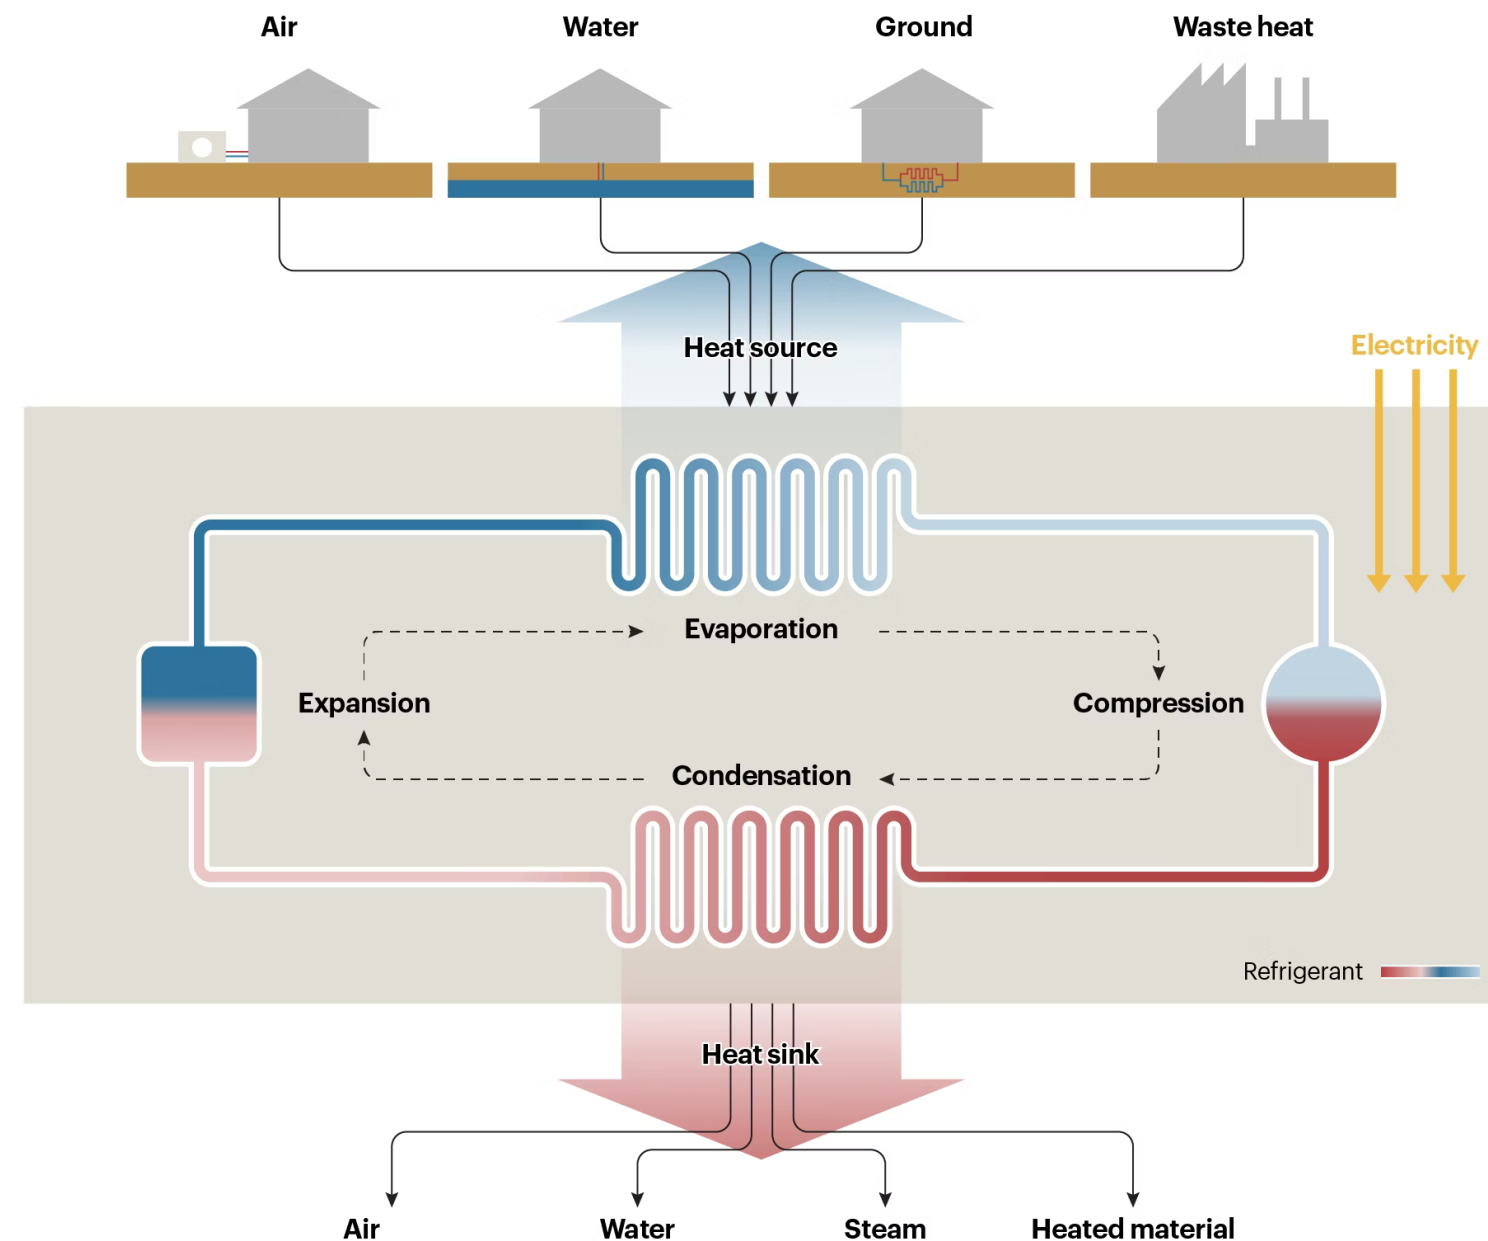 Air
Water
Ground
Waste heat
Heat source
Electricity
Evaporation
Expansion
Compression
Condensation
Refrigerant
Heat sink
Air
Water
Steam
Heated material